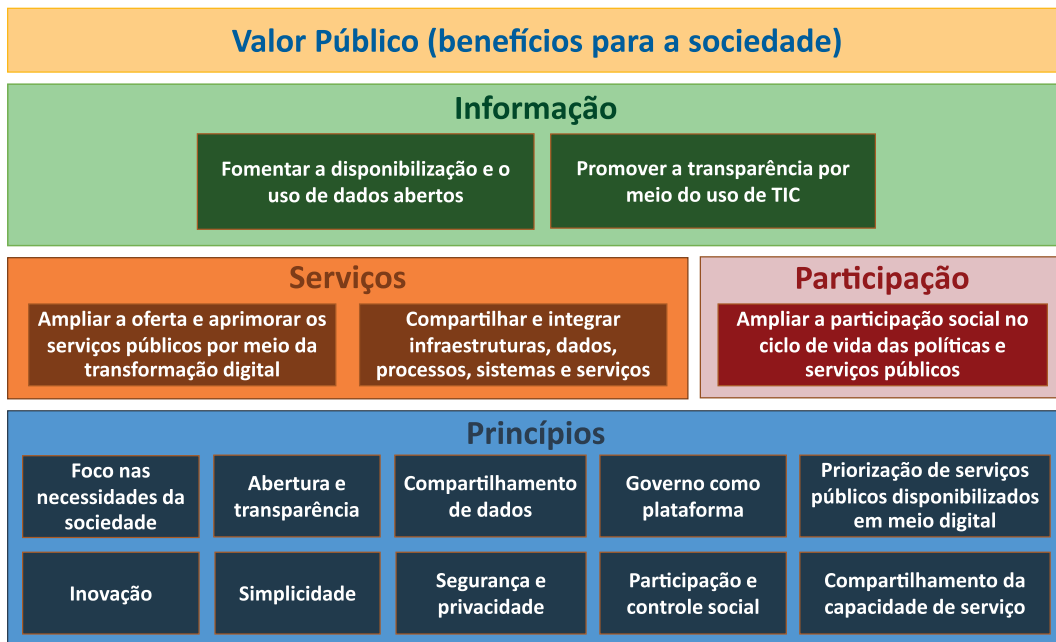 Valor Público (benefícios para a sociedade)
Informação
Fomentar a disponibilização e o
uso de dados abertos
Promover a transparência por
meio do uso de TIC
Serviços
Ampliar a oferta e aprimorar os
serviços públicos por meio da
transformação digital
Compartilhar e integrar
infraestruturas, dados,
processos, sistemas e serviços
Participação
Ampliar a participação social no
ciclo de vida das políticas e
serviços públicos
Princípios
Foco nas
necessidades da
sociedade
Abertura e
transparência
Compartilhamento
de dados
Governo como
plataforma
Priorização de serviços
públicos disponibilizados
em meio digital
Inovação
Simplicidade
Segurança e
privacidade
Participação e
controle social
Compartilhamento da
capacidade de serviço